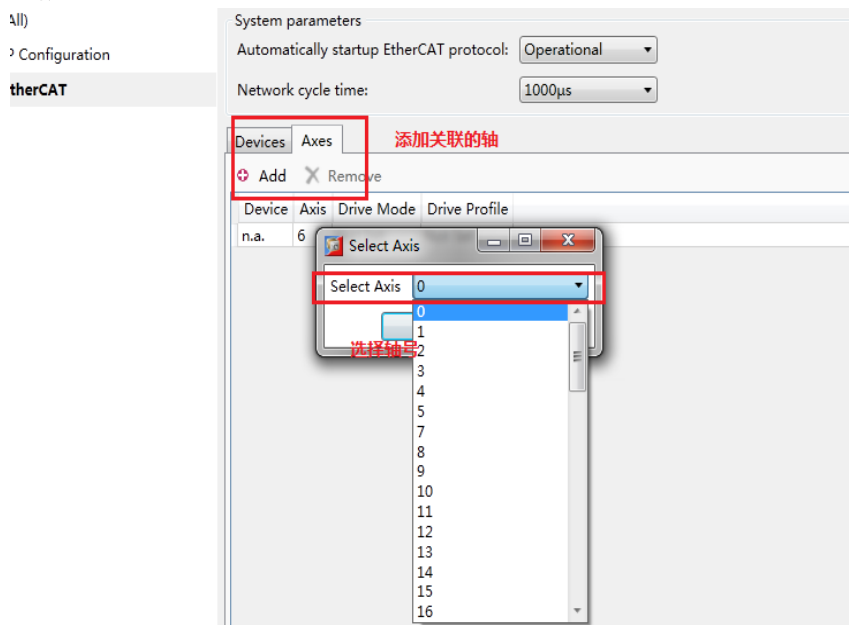 All)
System parameters
Automatically startup EtherCAT protocol: Operational
P Configuration
therCAT
Network cycle time: 1000µs
Devices Axes 添加关联的轴
Add Remove
Device Axis Drive Mode Drive Profile
n.a. 6
Select Axis
Select Axis 0
0
1
选择轴号
2
3
4
5
7
8
9
10
11
12
13
14
15
16